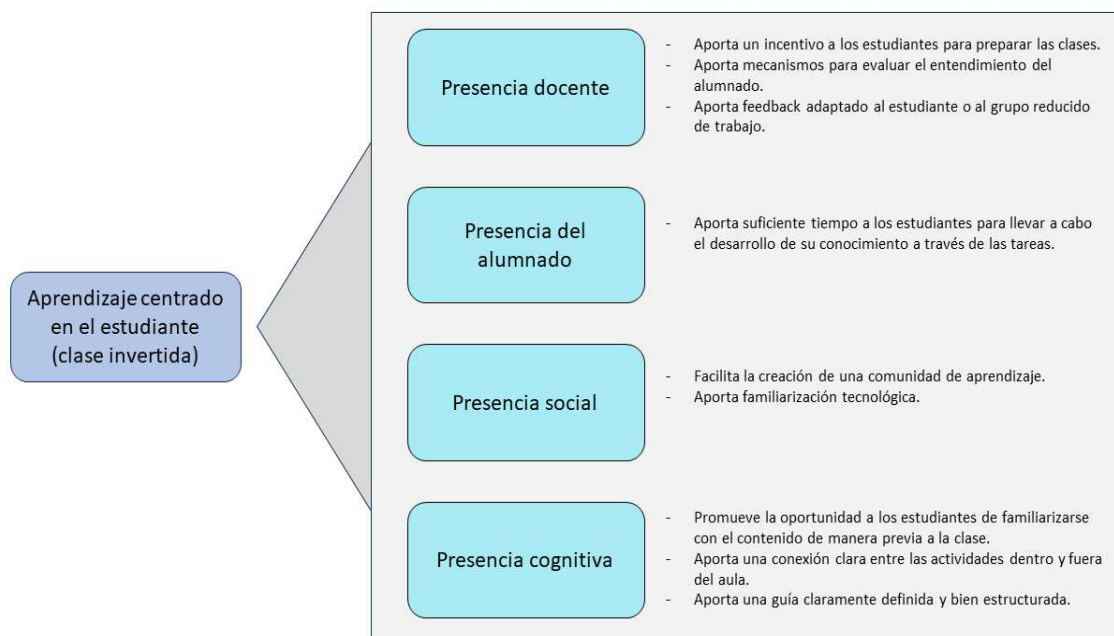 Aprendizaje centrado
en el estudiante
(clase invertida)
Presencia docente
- Aporta un incentivo a los estudiantes para preparar las clases.
- Aporta mecanismos para evaluar el entendimiento del
alumnado.
- Aporta feedback adaptado al estudiante o al grupo reducido
de trabajo.
Presencia del
alumnado
- Aporta suficiente tiempo a los estudiantes para llevar a cabo
el desarrollo de su conocimiento a través de las tareas.
Presencia social
- Facilita la creación de una comunidad de aprendizaje.
- Aporta familiarización tecnológica.
Presencia cognitiva
- Promueve la oportunidad a los estudiantes de familiarizarse
con el contenido de manera previa a la clase.
- Aporta una conexión clara entre las actividades dentro y fuera
del aula.
- Aporta una guía claramente definida y bien estructurada.